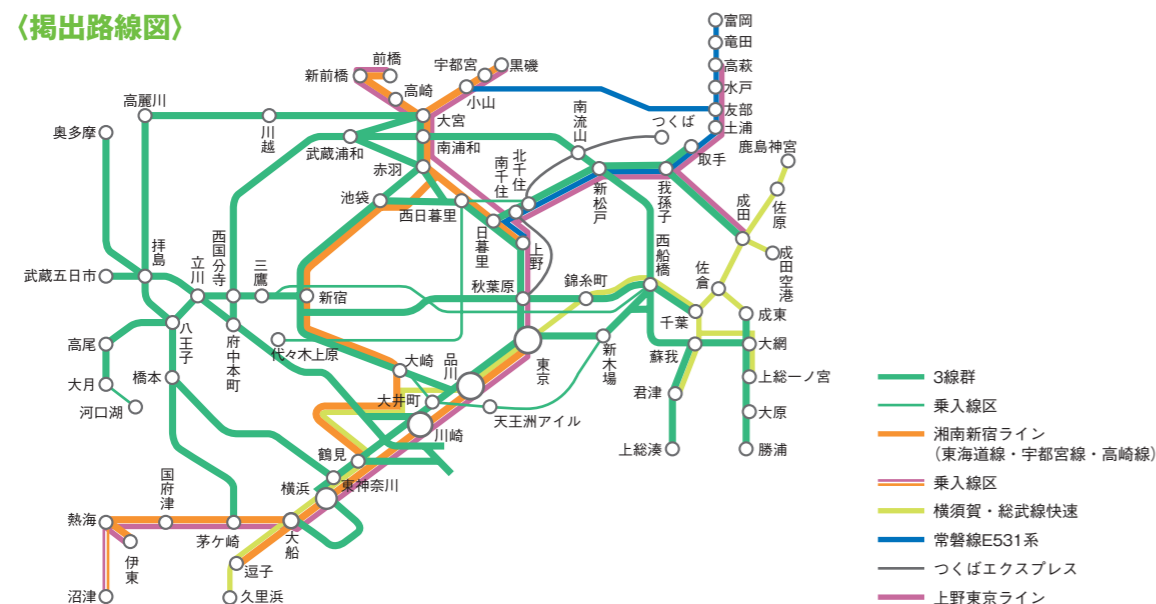 〈掲出路線図〉
富岡
竜田
高萩
水戸
友部
土浦
取手
鹿島神宮
佐原
成田
成田空港
佐倉
成東
大網
上総一ノ宮
大原
勝浦
前橋
新前橋
高崎
宇都宮
黒磯
小山
高麗川
川越
奥多摩
大宮
武蔵浦和
南浦和
赤羽
池袋
西日暮里
日暮里
南千住
北千住
南流山
つくば
新松戸
我孫子
上野
西船橋
武蔵五日市
拝島
立川
西国分寺
三鷹
新宿
秋葉原
錦糸町
千葉
蘇我
八王子
府中本町
代々木上原
高尾
橋本
大月
河口湖
大崎
品川
東京
新木場
君津
上総湊
大井町
天王洲アイル
川崎
鶴見
東神奈川
横浜
国府津
熱海
茅ケ崎
大船
伊東
逗子
沼津
久里浜
3線群
乗入線区
湘南新宿ライン
（東海道線・宇都宮線・高崎線）
乗入線区
横須賀・総武線快速
常磐線E531系
つくばエクスプレス
上野東京ライン